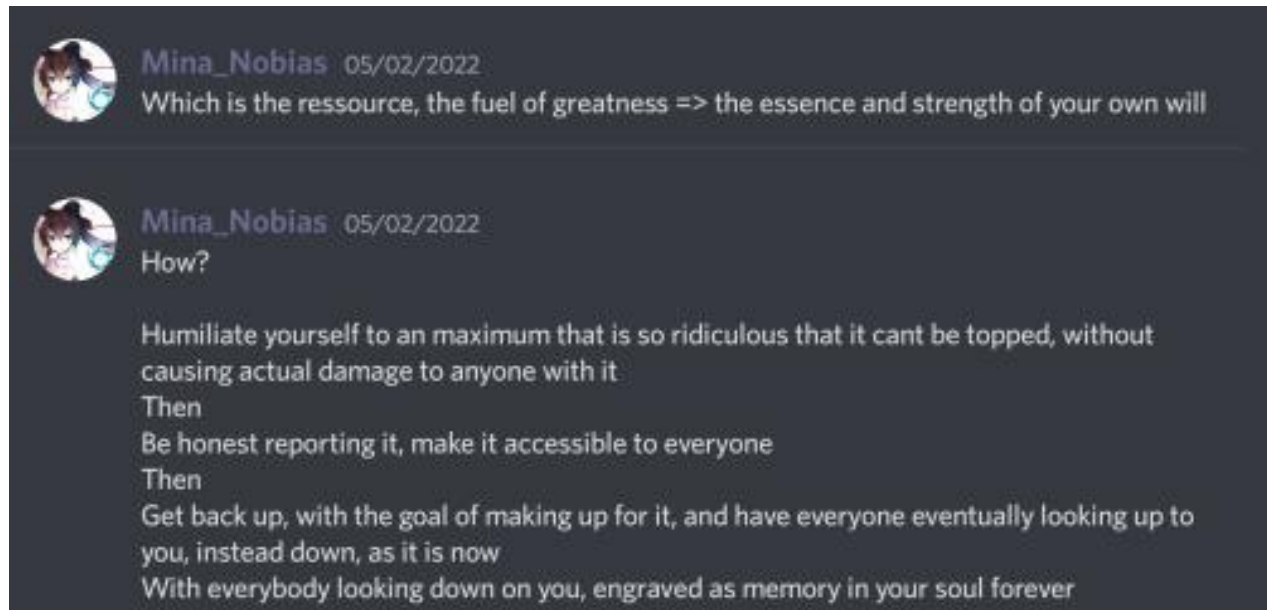 Mina_Nobias 05/02/2022
Which is the ressource, the fuel of greatness => the essence and strength of your own will
Mina_Nobias 05/02/2022
How?
Humiliate yourself to an maximum that is so ridiculous that it cant be topped, without
causing actual damage to anyone with it
Then
Be honest reporting it, make it accessible to everyone
Then
Get back up, with the goal of making up for it, and have everyone eventually looking up to
you, instead down, as it is now
With everybody looking down on you, engraved as memory in your soul forever